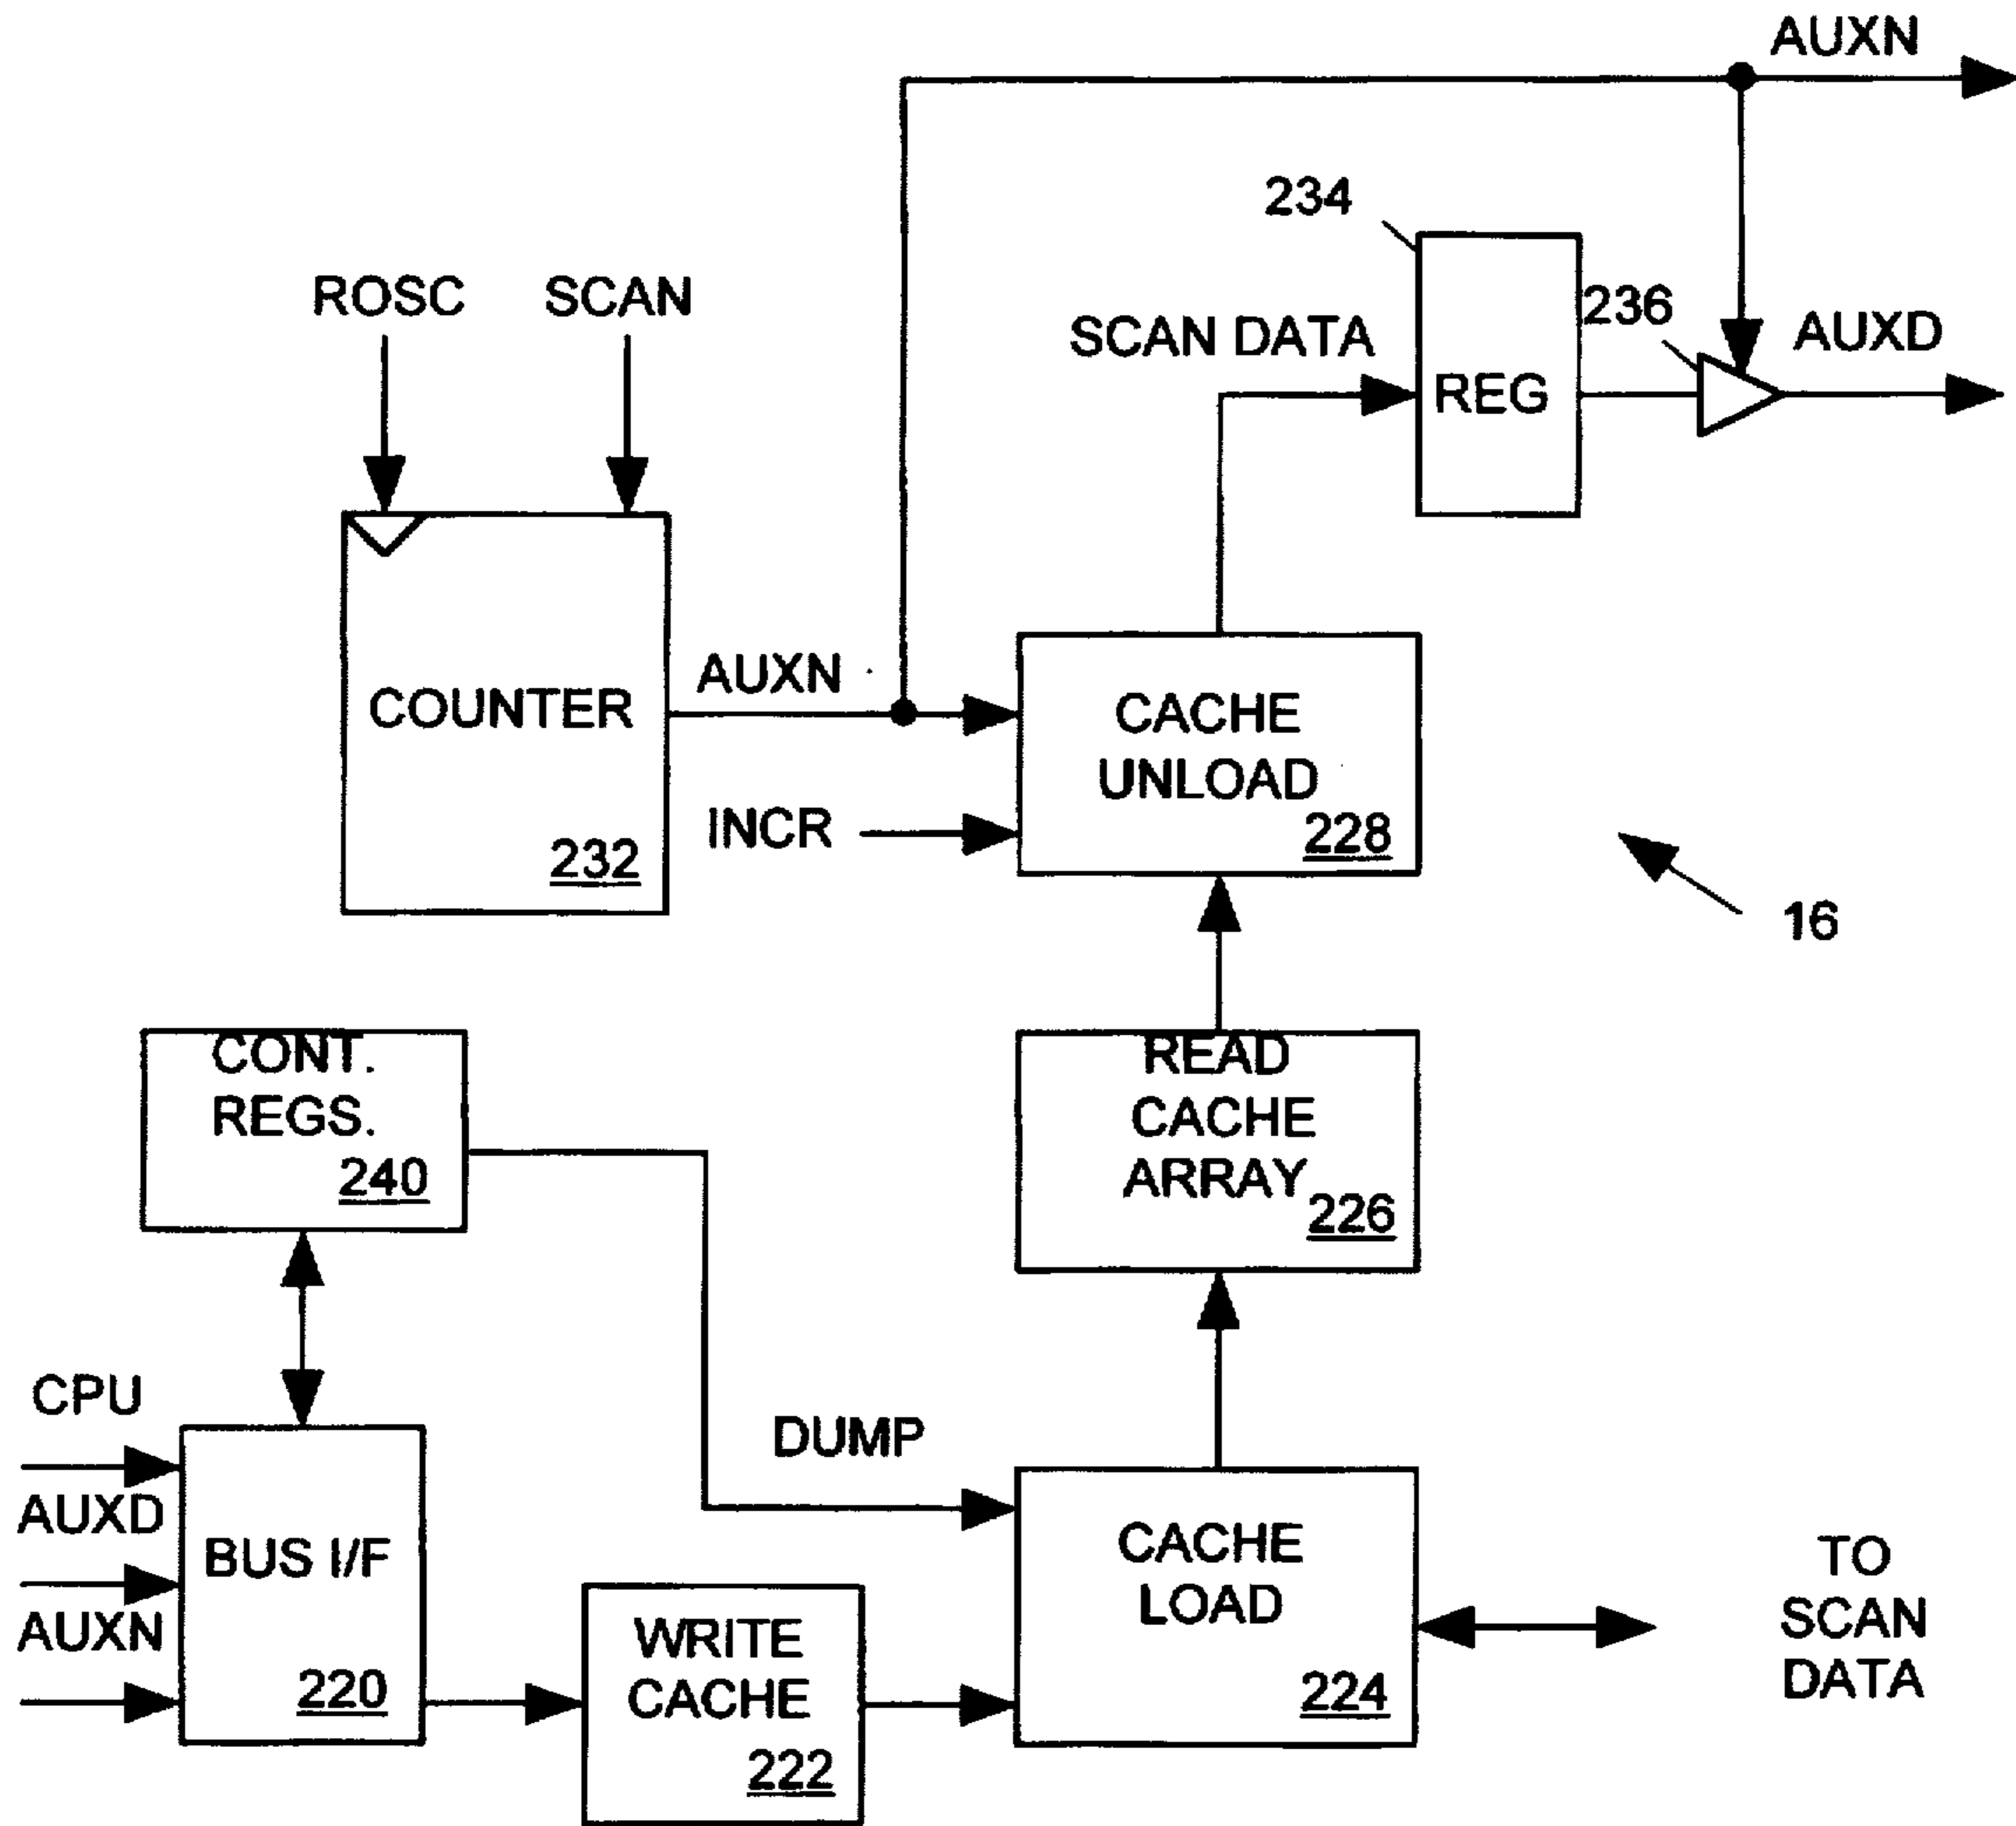 AUXN
234
ROSC SCAN
236
SCAN DATA
AUXD
REG
AUXN
COUNTER
232
CACHE
UNLOAD
228
INCR
16
CONT.
REGS.
240
READ
CACHE
ARRAY
226
CPU
AUXD
AUXN
BUS I/F
220
DUMP
WRITE
CACHE
222
CACHE
LOAD
224
TO
SCAN
DATA